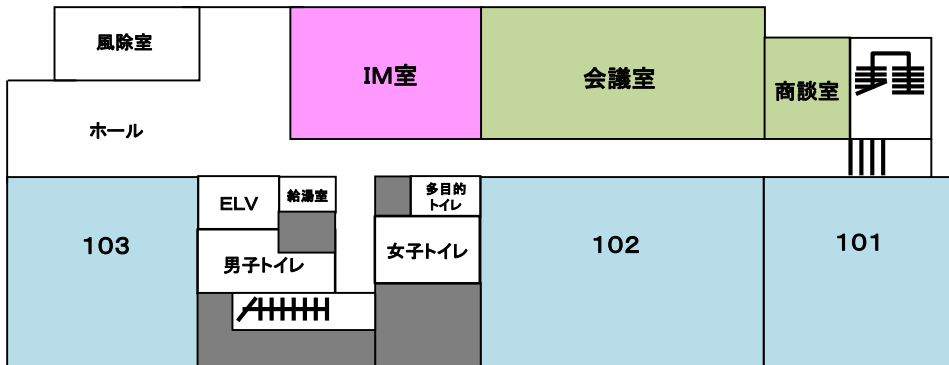 風除室
IM室
会議室
商談室
ホール
ELV
給湯室
多目的
トイレ
103
男子トイレ
女子トイレ
102
101